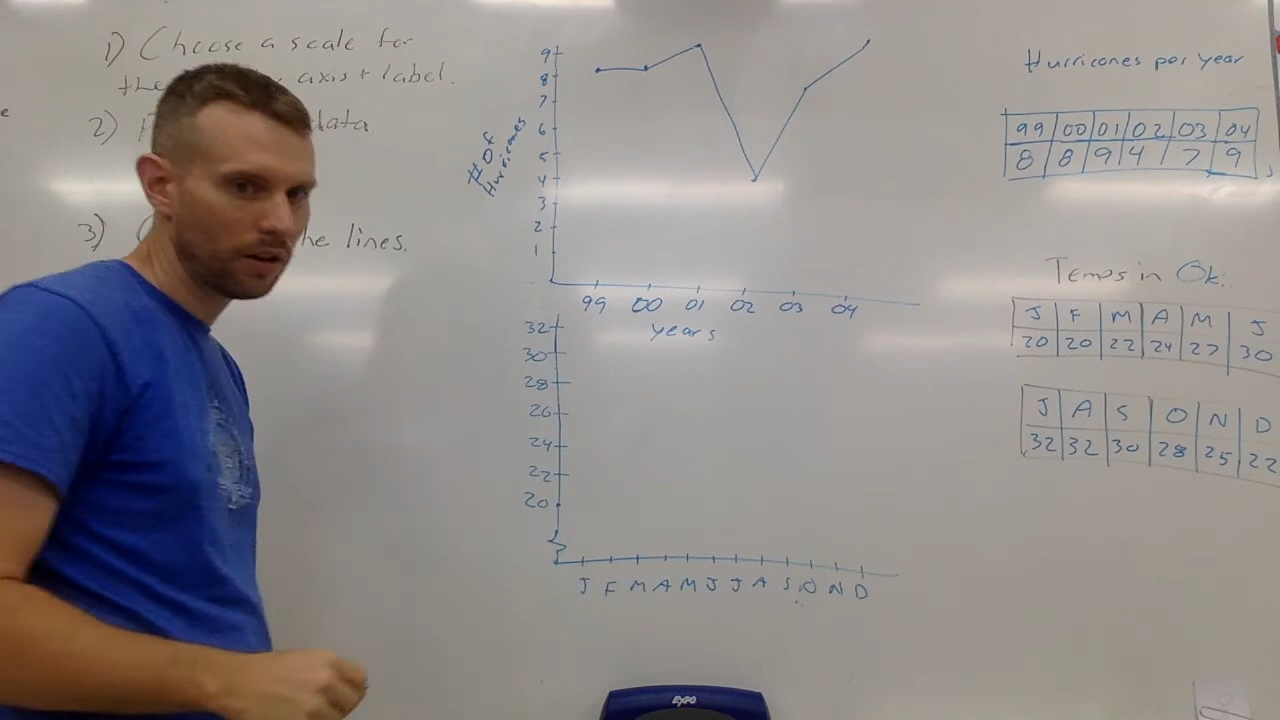 1) Choose a scale for
the axis + label.
2) data
3) he lines.
# of
Hurricanes
9
8
7
6
5
4
3
2
1
99 00 01 02 03 04
years
32
30
28
26
24
22
20
J F M A M J J A S O N D
Hurricanes per year
99 00 01 02 03 04
8 8 9 4 7 9
Temps in Ok.
J F M A M J
20 20 22 24 27 30
J A S O N D
32 32 30 28 25 22
EXPO